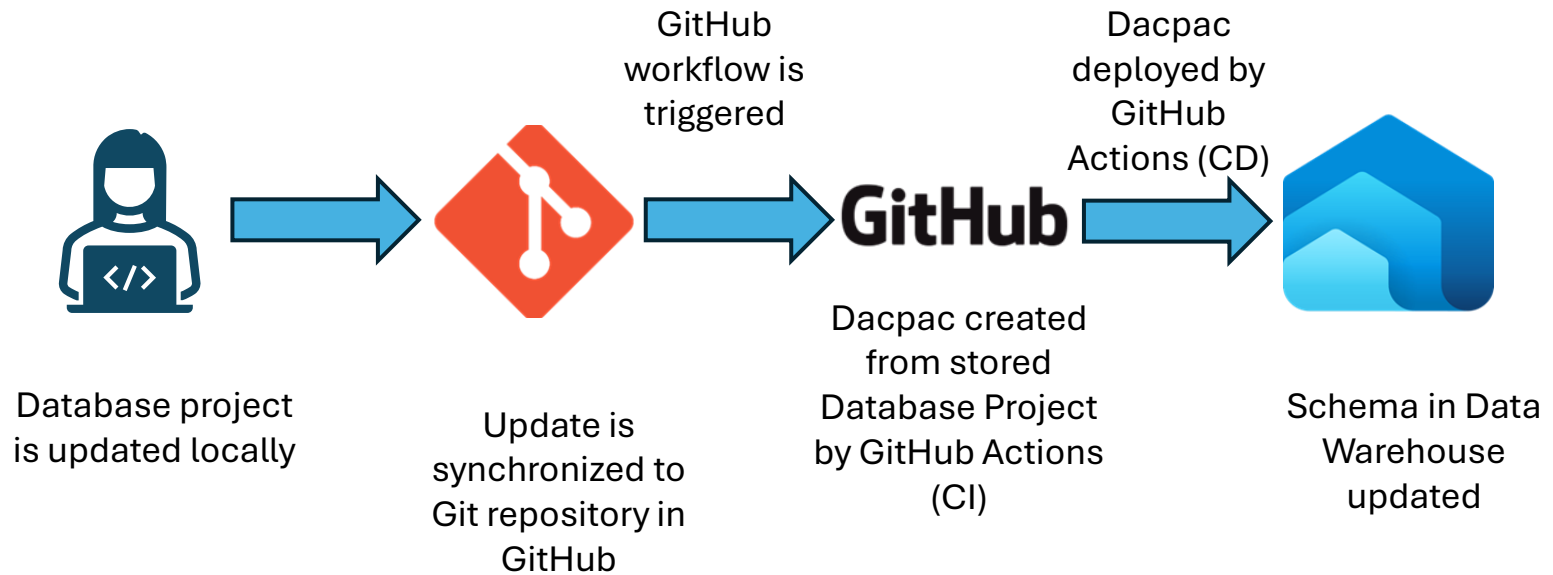 GitHub
workflow is
triggered
Dacpac
deployed by
GitHub
Actions (CD)
</>
GitHub
Database project
is updated locally
Update is
synchronized to
Git repository in
GitHub
Dacpac created
from stored
Database Project
by GitHub Actions
(CI)
Schema in Data
Warehouse
updated